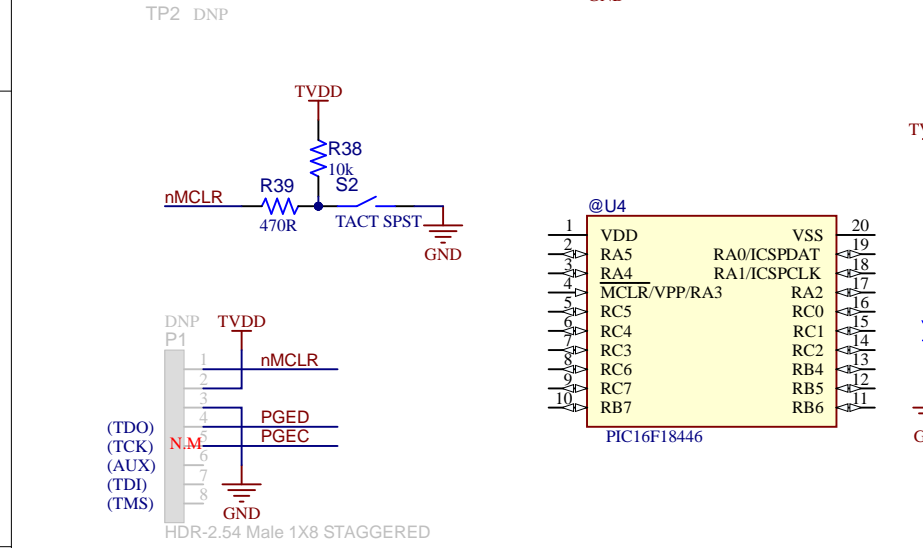 TP2 DNP
GND
TVDD
R38
10k
S2
nMCLR
R39
470R
TACT SPST
GND
DNP
P1
TVDD
1
nMCLR
2
3
(TDO)
4
PGED
(TCK)
N.M
5
PGEC
(AUX)
6
(TDI)
7
(TMS)
8
GND
HDR-2.54 Male 1X8 STAGGERED
@U4
1 VDD VSS 20
2 RA5 RA0/ICSPDAT 19
3 RA4 RA1/ICSPCLK 18
4 MCLR/VPP/RA3 RA2 17
5 RC5 RC0 16
6 RC4 RC1 15
7 RC3 RC2 14
8 RC6 RB4 13
9 RC7 RB5 12
10 RB7 RB6 11
PIC16F18446